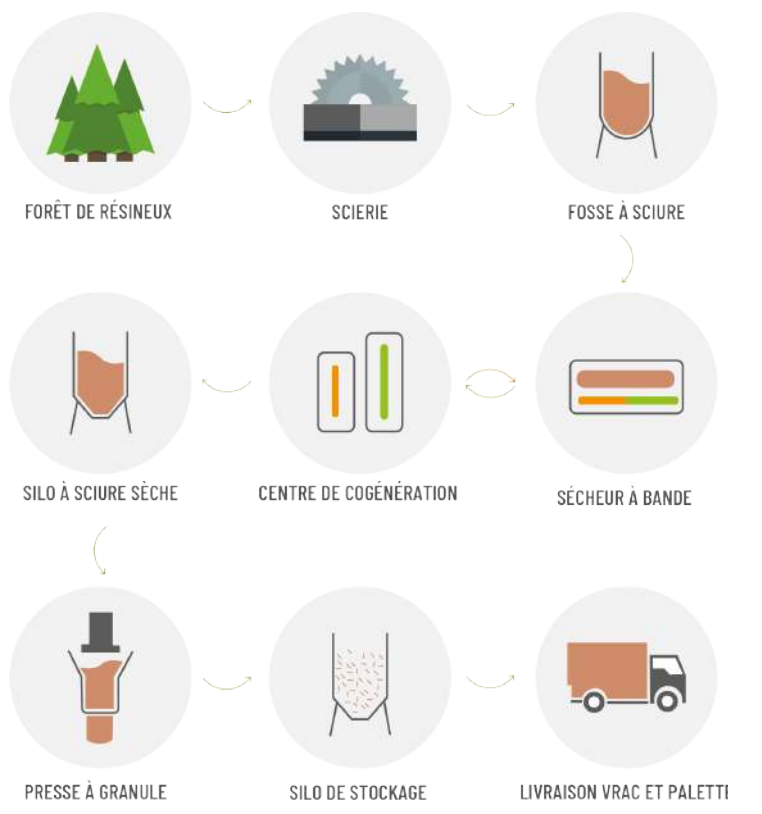 FORÊT DE RÉSINEUX
SCIERIE
FOSSE À SCIURE
SILO À SCIURE SÈCHE
CENTRE DE COGÉNÉRATION
SÉCHEUR À BANDE
PRESSE À GRANULE
SILO DE STOCKAGE
LIVRAISON VRAC ET PALETTE